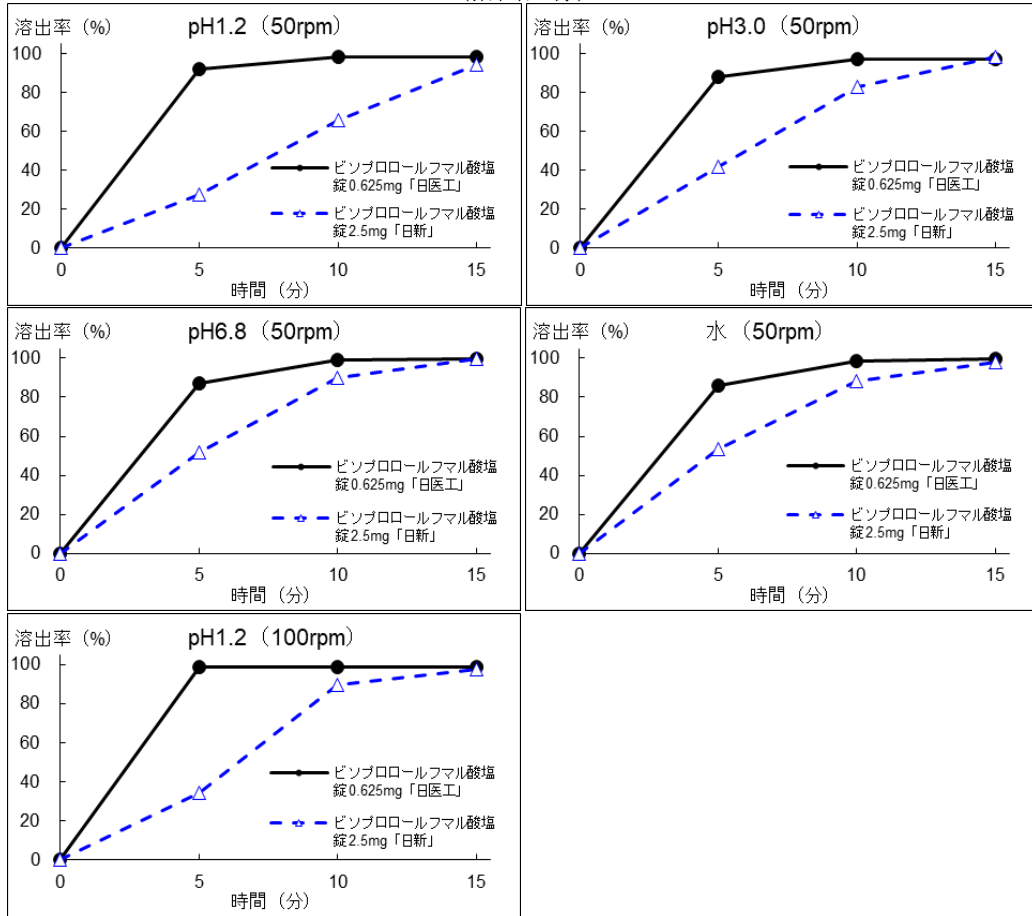 溶出率（%）
pH1.2（50rpm）
100
80
60
40
20
0
ビソプロロールフマル酸塩
錠0.625mg「日医工」
ビソプロロールフマル酸塩
錠2.5mg「日新」
0 5 10 15
時間（分）
溶出率（%）
pH3.0（50rpm）
100
80
60
40
20
0
ビソプロロールフマル酸塩
錠0.625mg「日医工」
ビソプロロールフマル酸塩
錠2.5mg「日新」
0 5 10 15
時間（分）
溶出率（%）
pH6.8（50rpm）
100
80
60
40
20
0
ビソプロロールフマル酸塩
錠0.625mg「日医工」
ビソプロロールフマル酸塩
錠2.5mg「日新」
0 5 10 15
時間（分）
溶出率（%）
水（50rpm）
100
80
60
40
20
0
ビソプロロールフマル酸塩
錠0.625mg「日医工」
ビソプロロールフマル酸塩
錠2.5mg「日新」
0 5 10 15
時間（分）
溶出率（%）
pH1.2（100rpm）
100
80
60
40
20
0
ビソプロロールフマル酸塩
錠0.625mg「日医工」
ビソプロロールフマル酸塩
錠2.5mg「日新」
0 5 10 15
時間（分）